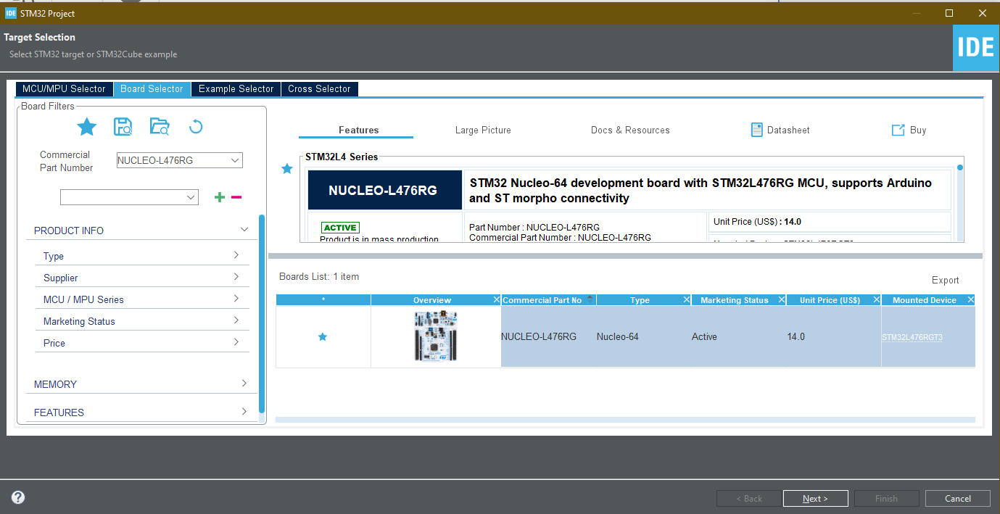 IDE STM32 Project
Target Selection
Select STM32 target or STM32Cube example
IDE
MCU/MPU Selector
Board Selector
Example Selector
Cross Selector
Board Filters
Commercial
Part Number
NUCLEO-L476RG
PRODUCT INFO
Type
Supplier
MCU / MPU Series
Marketing Status
Price
MEMORY
FEATURES
Features
Large Picture
Docs & Resources
Datasheet
Buy
STM32L4 Series
NUCLEO-L476RG
STM32 Nucleo-64 development board with STM32L476RG MCU, supports Arduino
and ST morpho connectivity
ACTIVE
Product is in mass production
Part Number : NUCLEO-L476RG
Commercial Part Number : NUCLEO-L476RG
Unit Price (US$) : 14.0
Boards List: 1 item
Export
* Overview Commercial Part No Type Marketing Status Unit Price (US$) Mounted Device
NUCLEO-L476RG Nucleo-64 Active 14.0 STM32L476RGT3
< Back
Next >
Finish
Cancel